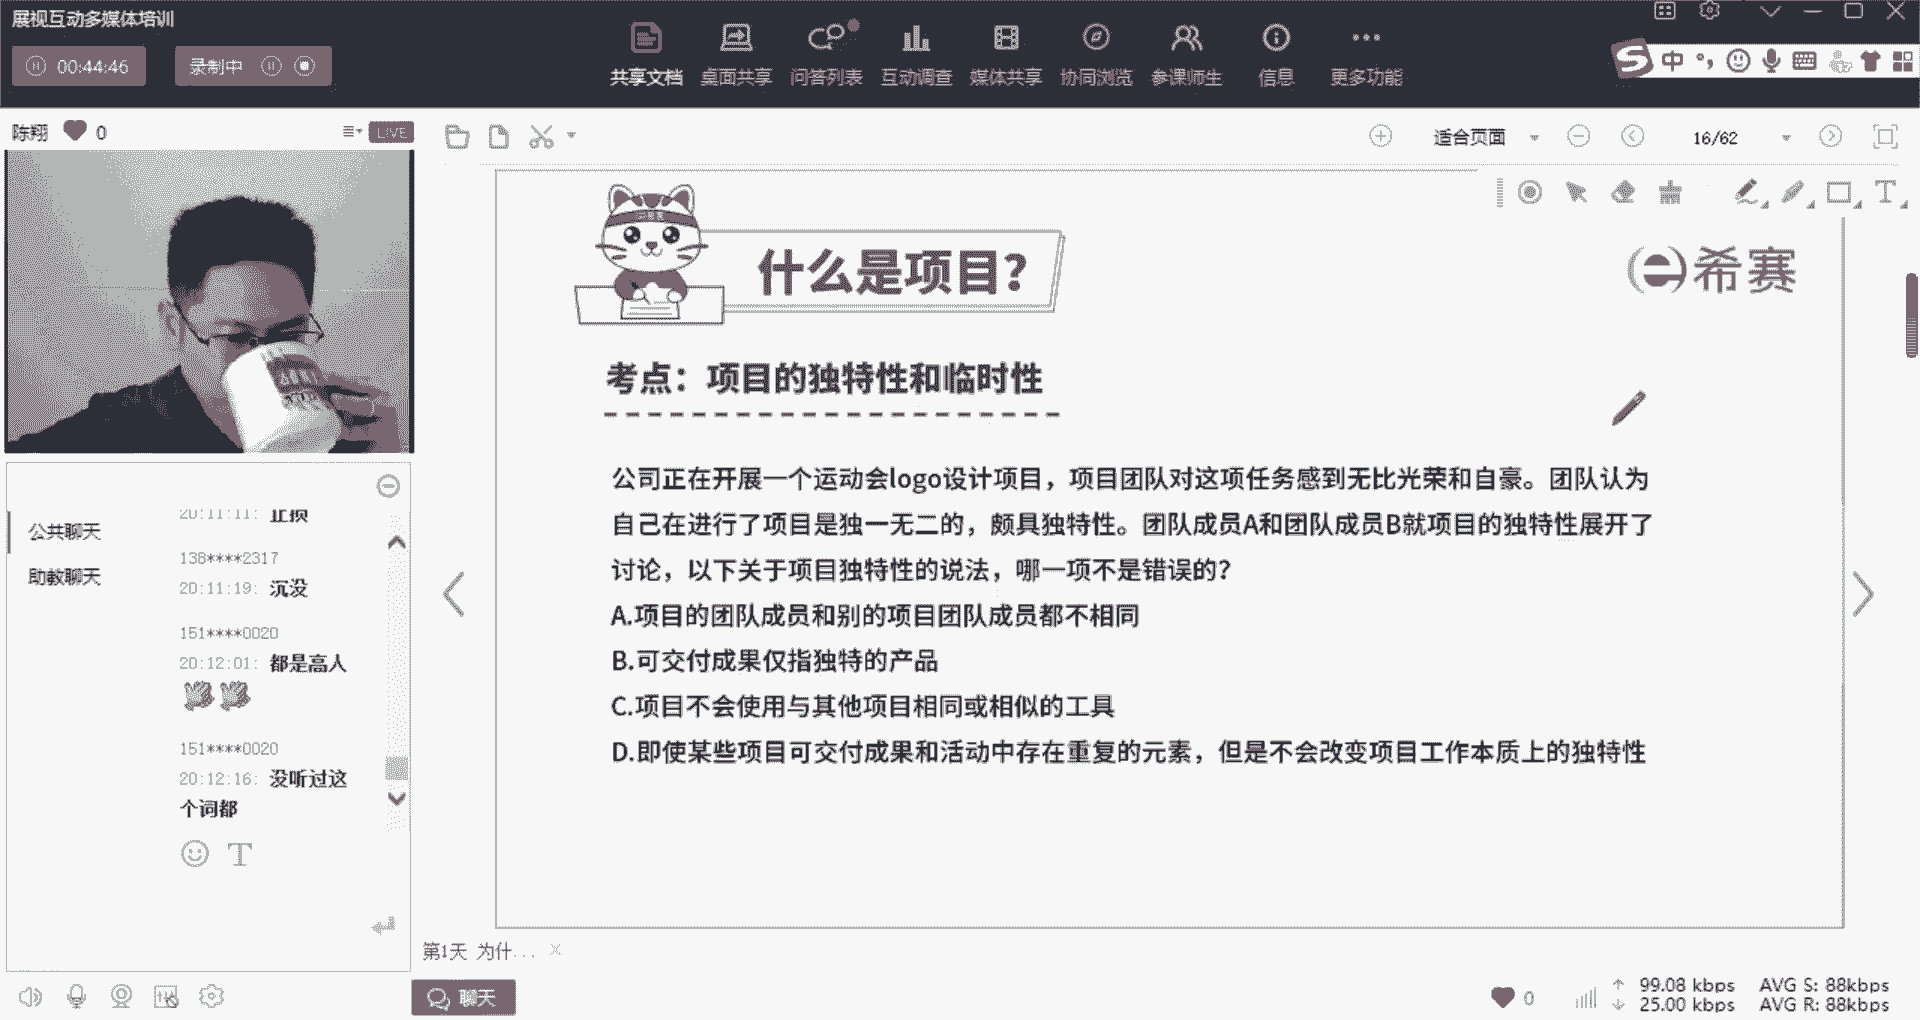 展视互动多媒体培训
00:44:46
录制中
共享文档
桌面共享
问答列表
互动调查
媒体共享
协同浏览
参课师生
信息
更多功能
中
陈翔
0
LIVE
适合页面
16/62
什么是项目?
希赛
考点：项目的独特性和临时性
公司正在开展一个运动会logo设计项目，项目团队对这项任务感到无比光荣和自豪。团队认为
自己在进行了项目是独一无二的，颇具独特性。团队成员A和团队成员B就项目的独特性展开了
讨论，以下关于项目独特性的说法，哪一项不是错误的?
A.项目的团队成员和别的项目团队成员都不相同
B.可交付成果仅指独特的产品
C.项目不会使用与其他项目相同或相似的工具
D.即使某些项目可交付成果和活动中存在重复的元素，但是不会改变项目工作本质上的独特性
公共聊天
助教聊天
20:11:11:
138****2317
20:11:19: 沉没
151****0020
20:12:01: 都是高人
151****0020
20:12:16: 没听过这
个词都
第1天 为什...
聊天
0
99.08 kbps
AVG S: 88kbps
25.00 kbps
AVG R: 88kbps